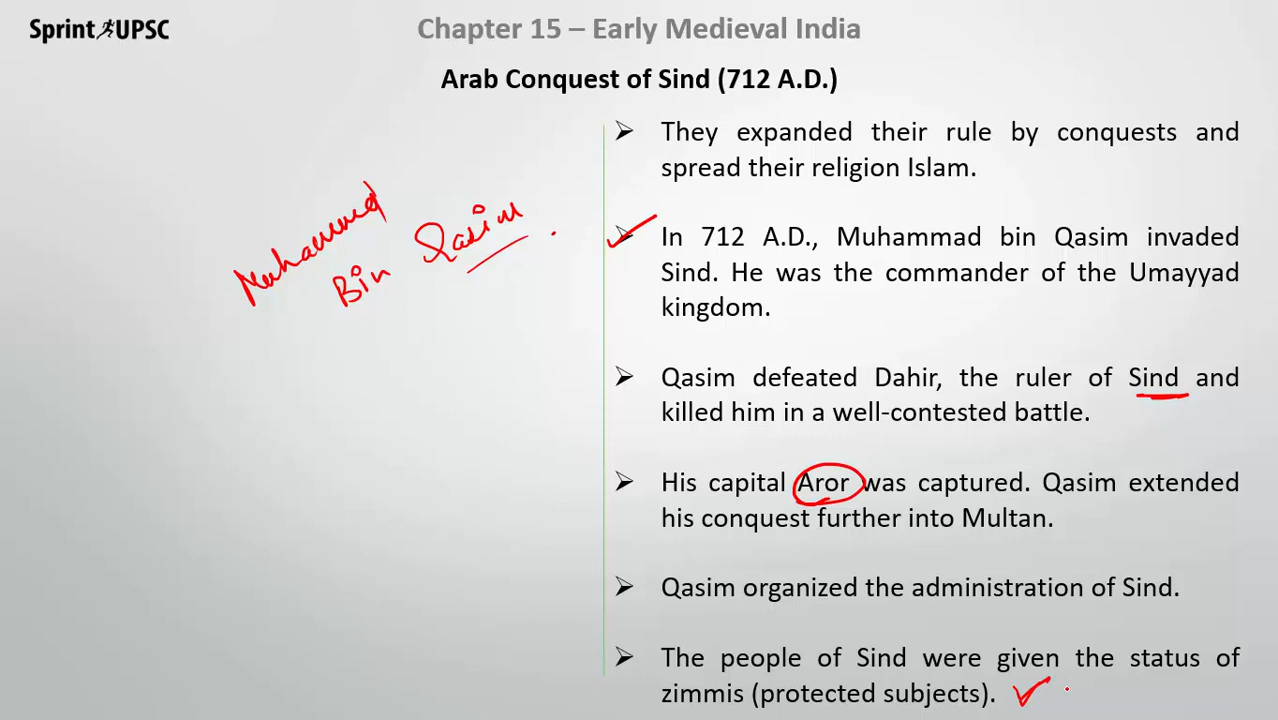 Sprint UPSC
Chapter 15 – Early Medieval India
Arab Conquest of Sind (712 A.D.)
Muhammed
Bin Qasim
They expanded their rule by conquests and
spread their religion Islam.
In 712 A.D., Muhammad bin Qasim invaded
Sind. He was the commander of the Umayyad
kingdom.
Qasim defeated Dahir, the ruler of Sind and
killed him in a well-contested battle.
His capital Aror was captured. Qasim extended
his conquest further into Multan.
Qasim organized the administration of Sind.
The people of Sind were given the status of
zimmis (protected subjects).